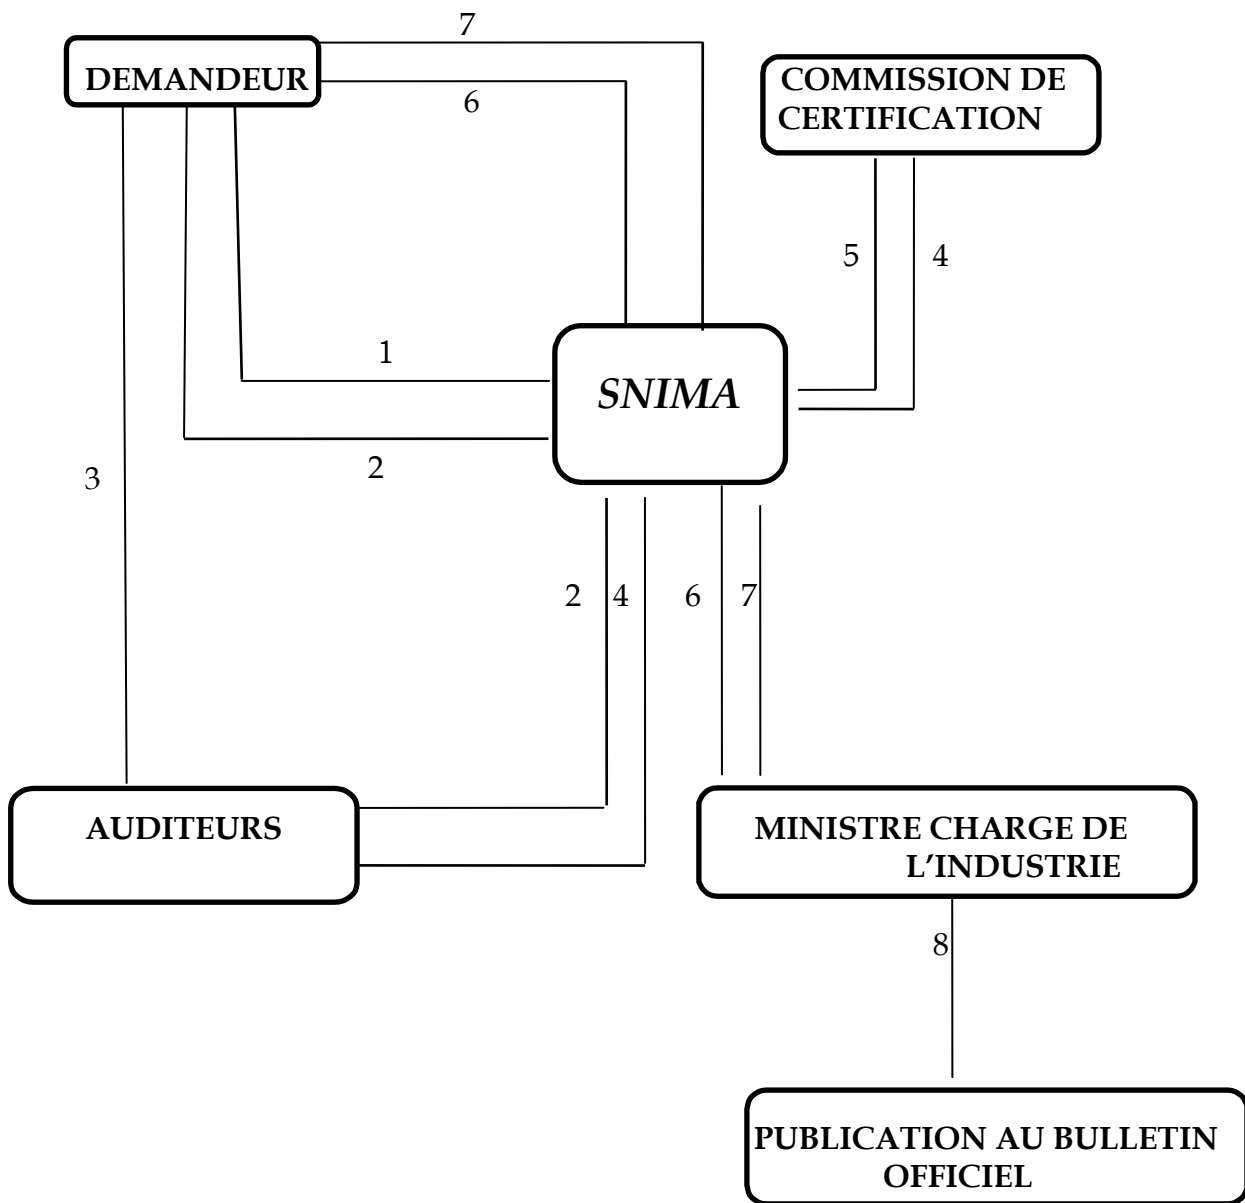 7
DEMANDEUR
6
COMMISSION DE
CERTIFICATION
5
4
1
SNIMA
2
3
2
4
6
7
AUDITEURS
MINISTRE CHARGE DE
L'INDUSTRIE
8
PUBLICATION AU BULLETIN
OFFICIEL